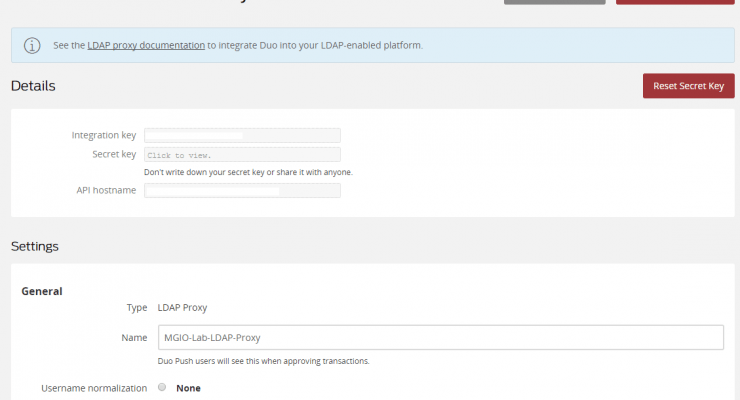 See the LDAP proxy documentation to integrate Duo into your LDAP-enabled platform.
Details
Reset Secret Key
Integration key
Secret key Click to view.
Don't write down your secret key or share it with anyone.
API hostname
Settings
General
Type LDAP Proxy
Name MGIO-Lab-LDAP-Proxy
Duo Push users will see this when approving transactions.
Username normalization None